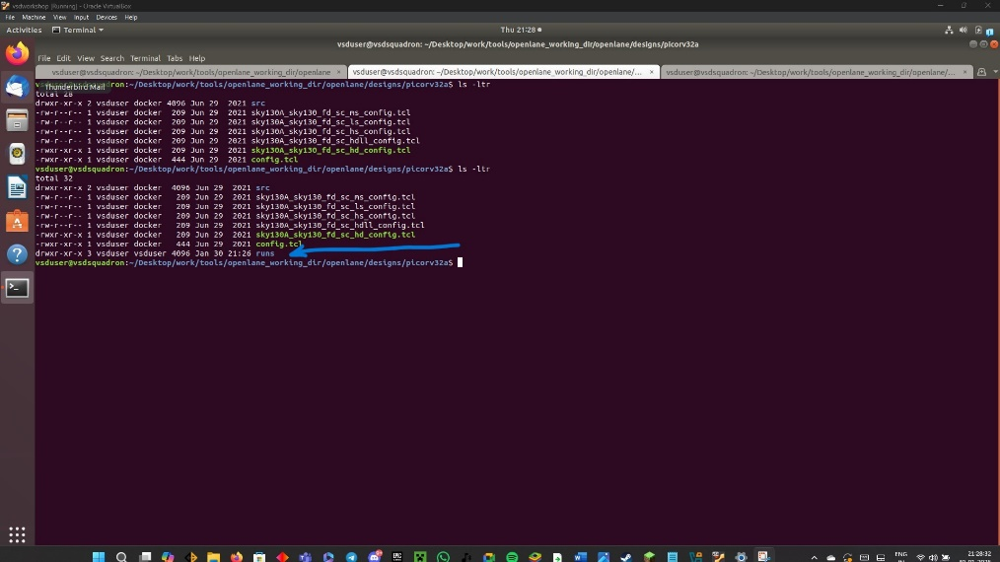 vsdworkshop [Running] - Oracle VirtualBox
File Machine View Input Devices Help
Activities Terminal Thu 21:28
vsduser@vsdsquadron: ~/Desktop/work/tools/openlane_working_dir/openlane/designs/picorv32a
File Edit View Search Terminal Tabs Help
vsduser@vsdsquadron: ~/Desktop/work/tools/openlane_working_dir/openlane × vsduser@vsdsquadron: ~/Desktop/work/tools/openlane_working_dir/openlane/... × vsduser@vsdsquadron: ~/Desktop/work/tools/openlane_working_dir/openlane/... ×
vsduser@vsdsquadron:~/Desktop/work/tools/openlane_working_dir/openlane/designs/picorv32a$ ls -ltr
Thunderbird Mail
total 28
drwxr-xr-x 2 vsduser docker 4096 Jun 29 2021 src
-rw-r--r-- 1 vsduser docker 209 Jun 29 2021 sky130A_sky130_fd_sc_ms_config.tcl
-rw-r--r-- 1 vsduser docker 209 Jun 29 2021 sky130A_sky130_fd_sc_ls_config.tcl
-rw-r--r-- 1 vsduser docker 209 Jun 29 2021 sky130A_sky130_fd_sc_hs_config.tcl
-rw-r--r-- 1 vsduser docker 209 Jun 29 2021 sky130A_sky130_fd_sc_hdll_config.tcl
-rwxr-xr-x 1 vsduser docker 209 Jun 29 2021 sky130A_sky130_fd_sc_hd_config.tcl
-rwxr-xr-x 1 vsduser docker 444 Jun 29 2021 config.tcl
vsduser@vsdsquadron:~/Desktop/work/tools/openlane_working_dir/openlane/designs/picorv32a$ ls -ltr
total 32
drwxr-xr-x 2 vsduser docker 4096 Jun 29 2021 src
-rw-r--r-- 1 vsduser docker 209 Jun 29 2021 sky130A_sky130_fd_sc_ms_config.tcl
-rw-r--r-- 1 vsduser docker 209 Jun 29 2021 sky130A_sky130_fd_sc_ls_config.tcl
-rw-r--r-- 1 vsduser docker 209 Jun 29 2021 sky130A_sky130_fd_sc_hs_config.tcl
-rw-r--r-- 1 vsduser docker 209 Jun 29 2021 sky130A_sky130_fd_sc_hdll_config.tcl
-rwxr-xr-x 1 vsduser docker 209 Jun 29 2021 sky130A_sky130_fd_sc_hd_config.tcl
-rwxr-xr-x 1 vsduser docker 444 Jun 29 2021 config.tcl
drwxr-xr-x 3 vsduser vsduser 4096 Jan 30 21:26 runs
vsduser@vsdsquadron:~/Desktop/work/tools/openlane_working_dir/openlane/designs/picorv32a$
ENG 21:28:32